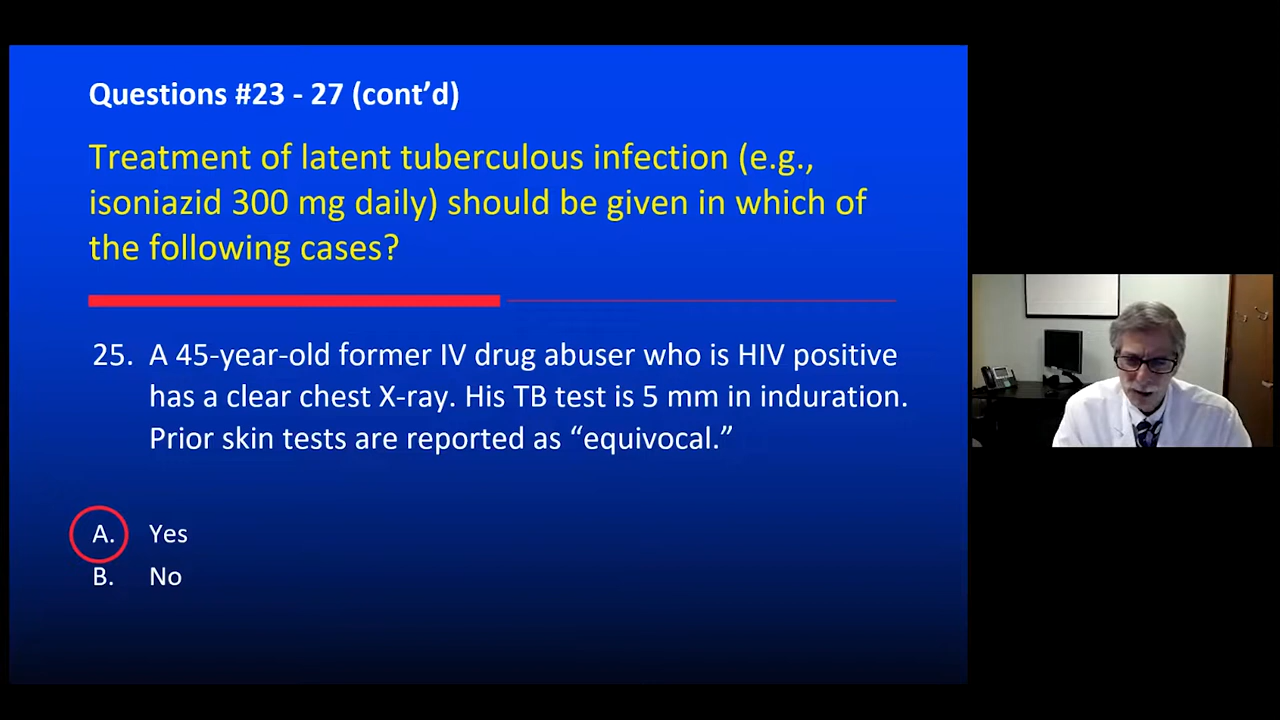 Questions #23 - 27 (cont’d)
Treatment of latent tuberculous infection (e.g.,
isoniazid 300 mg daily) should be given in which of
the following cases?
25. A 45-year-old former IV drug abuser who is HIV positive
has a clear chest X-ray. His TB test is 5 mm in induration.
Prior skin tests are reported as “equivocal.”
A. Yes
B. No